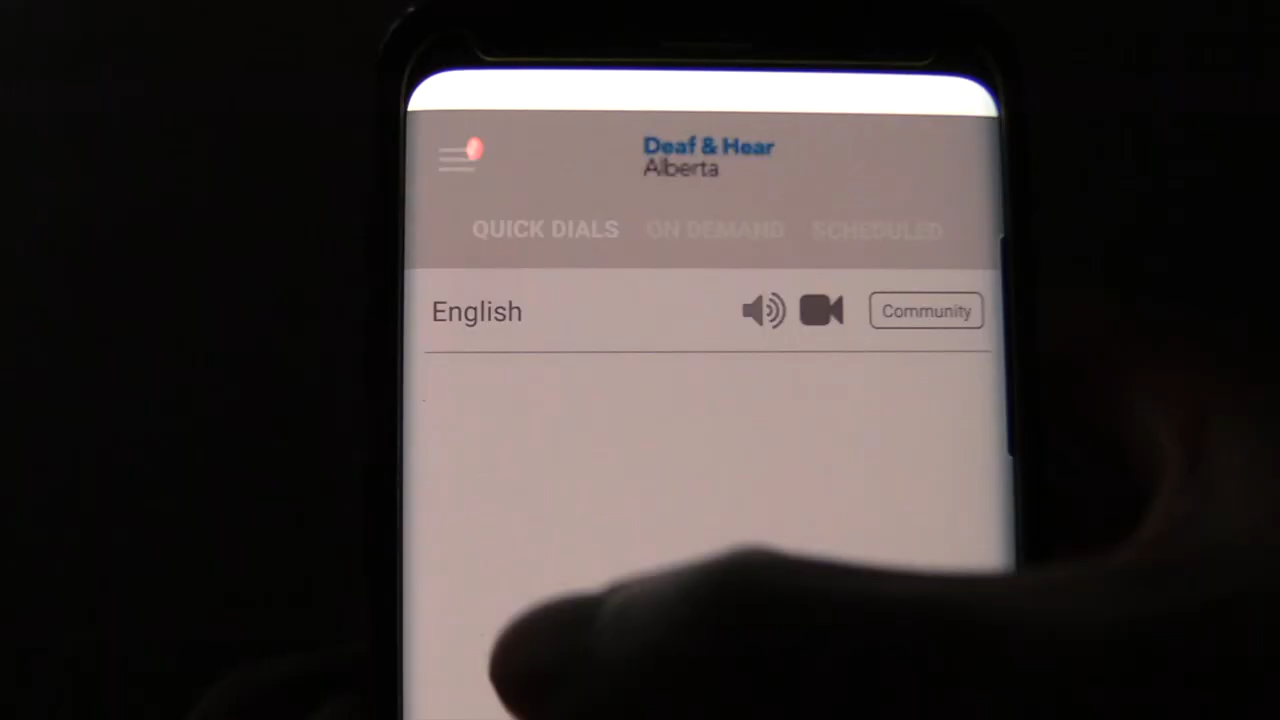 Deaf & Hear
Alberta
QUICK DIALS ON DEMAND SCHEDULED
English Community